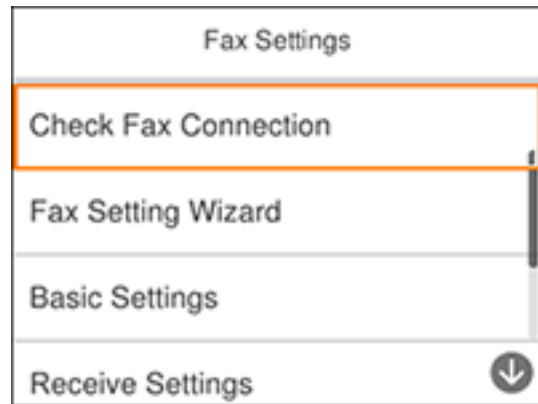 Fax Settings
Check Fax Connection
Fax Setting Wizard
Basic Settings
Receive Settings